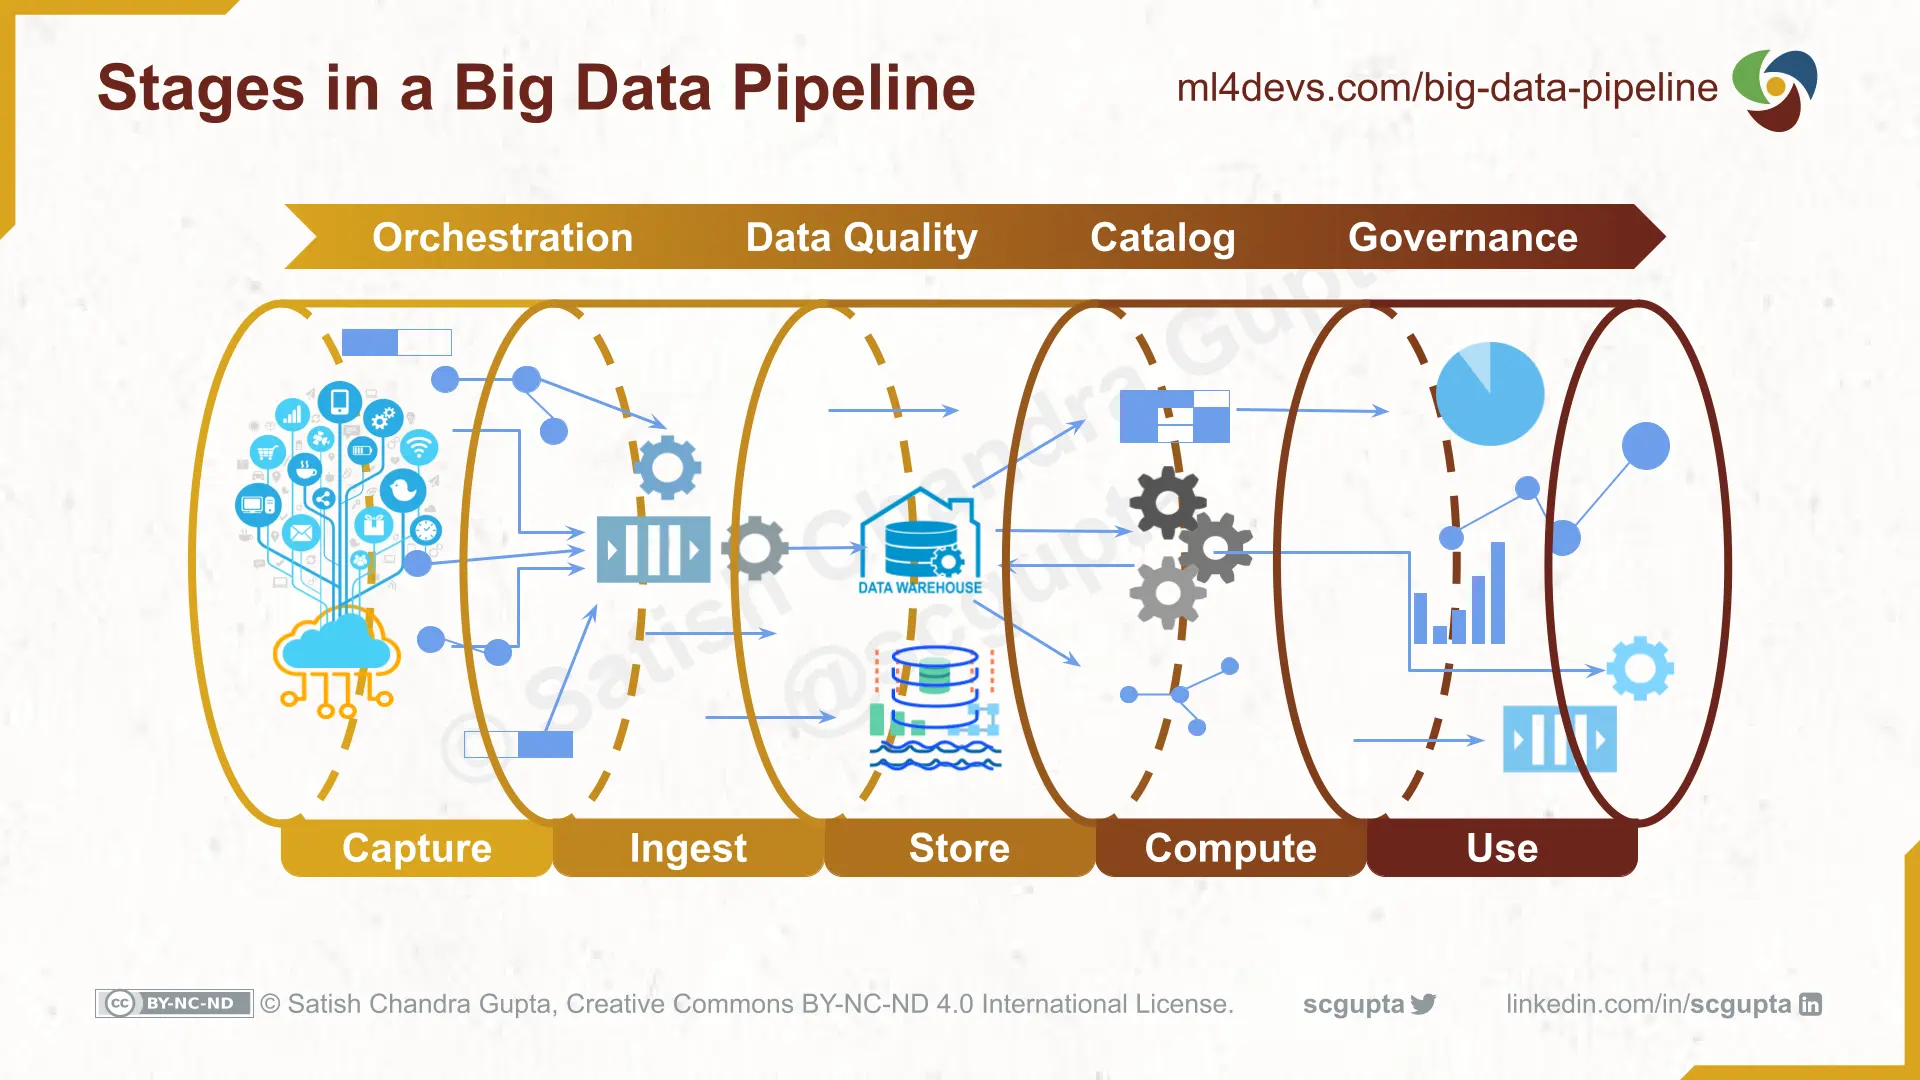 Stages in a Big Data Pipeline
ml4devs.com/big-data-pipeline
Orchestration Data Quality Catalog Governance
DATA WAREHOUSE
© Satish Chandra Gupta
@scgupta
Capture Ingest Store Compute Use
cc BY-NC-ND © Satish Chandra Gupta, Creative Commons BY-NC-ND 4.0 International License. scgupta linkedin.com/in/scgupta in